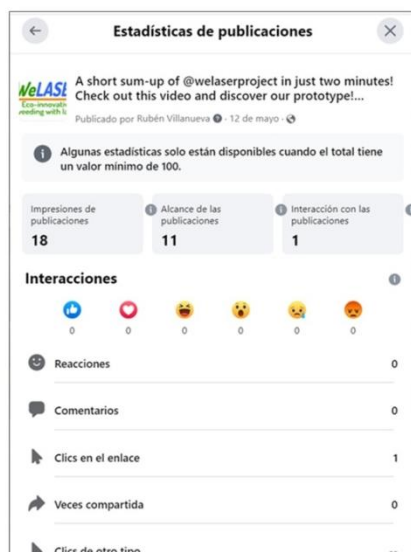 Estadísticas de publicaciones
WeLASE
Eco-innovativ
weeding with la
A short sum-up of @welaserproject in just two minutes!
Check out this video and discover our prototype!...
Publicado por Rubén Villanueva · 12 de mayo ·
Algunas estadísticas solo están disponibles cuando el total tiene
un valor mínimo de 100.
Impresiones de
publicaciones
18
Alcance de las
publicaciones
11
Interacción con las
publicaciones
1
Interacciones
0 0 0 0 0 0
Reacciones 0
Comentarios 0
Clics en el enlace 1
Veces compartida 0
Clics de otro tipo